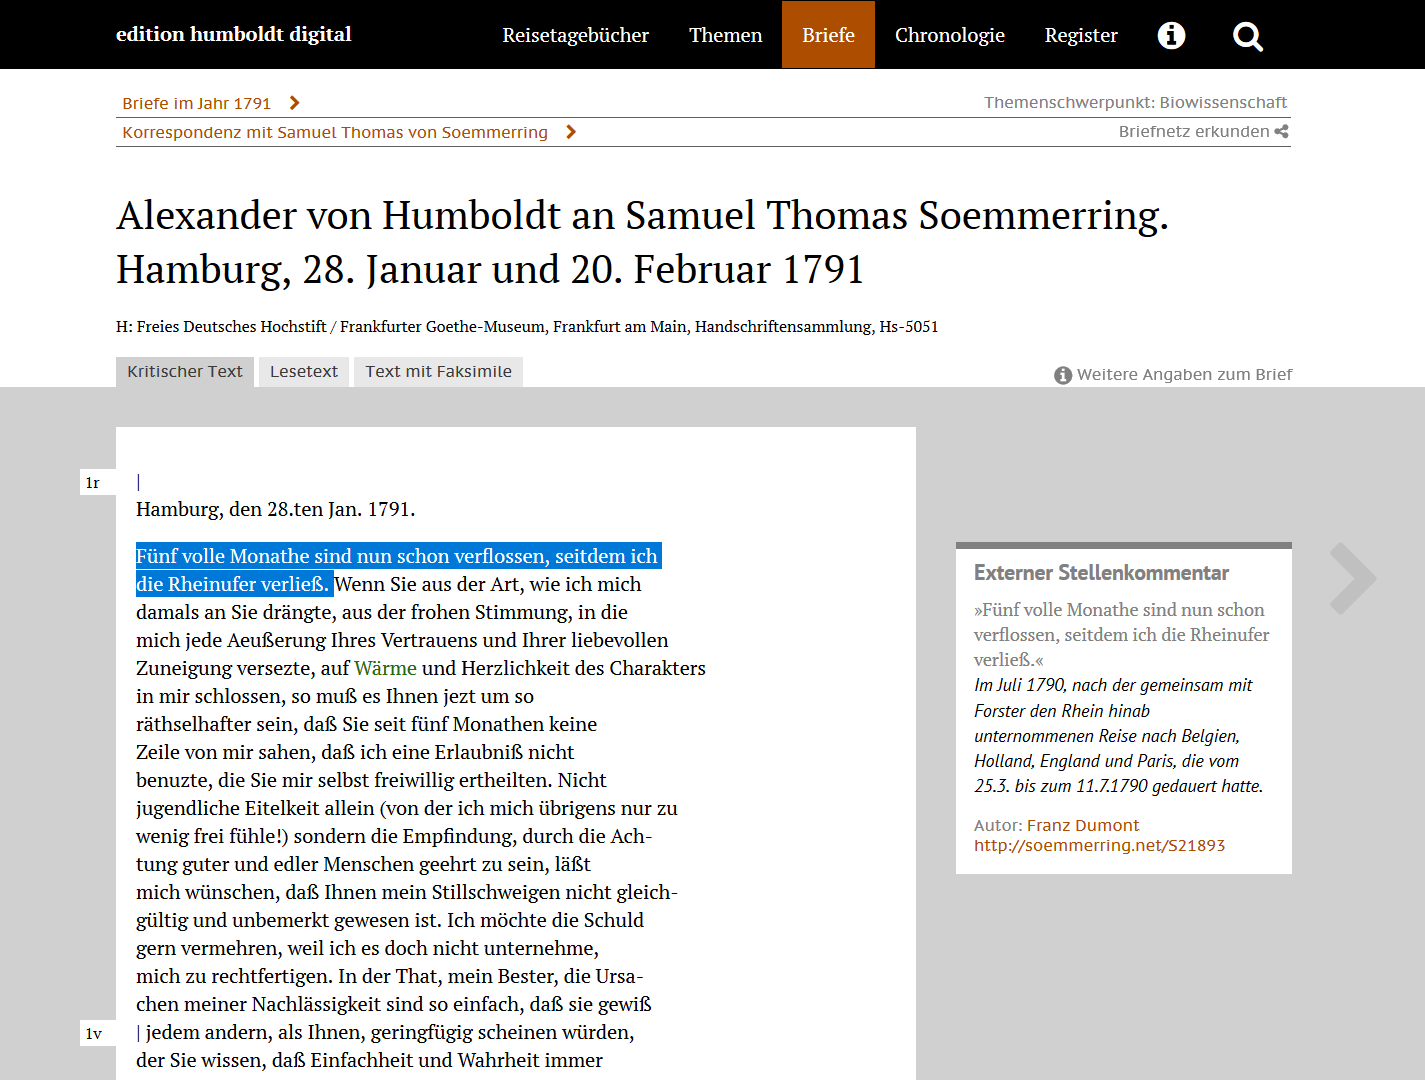 edition humboldt digital
Reisetagebücher Themen Briefe Chronologie Register
Briefe im Jahr 1791
Themenschwerpunkt: Biowissenschaft
Korrespondenz mit Samuel Thomas von Soemmerring
Briefnetz erkunden
Alexander von Humboldt an Samuel Thomas Soemmerring.
Hamburg, 28. Januar und 20. Februar 1791
H: Freies Deutsches Hochstift / Frankfurter Goethe-Museum, Frankfurt am Main, Handschriftensammlung, Hs-5051
Kritischer Text Lesetext Text mit Faksimile
Weitere Angaben zum Brief
1r |
Hamburg, den 28.ten Jan. 1791.
Fünf volle Monathe sind nun schon verflossen, seitdem ich
die Rheinufer verließ. Wenn Sie aus der Art, wie ich mich
damals an Sie drängte, aus der frohen Stimmung, in die
mich jede Aeußerung Ihres Vertrauens und Ihrer liebevollen
Zuneigung versezte, auf Wärme und Herzlichkeit des Charakters
in mir schlossen, so muß es Ihnen jezt um so
räthselhafter sein, daß Sie seit fünf Monathen keine
Zeile von mir sahen, daß ich eine Erlaubniß nicht
benuzte, die Sie mir selbst freiwillig ertheilten. Nicht
jugendliche Eitelkeit allein (von der ich mich übrigens nur zu
wenig frei fühle!) sondern die Empfindung, durch die Ach-
tung guter und edler Menschen geehrt zu sein, läßt
mich wünschen, daß Ihnen mein Stillschweigen nicht gleich-
gültig und unbemerkt gewesen ist. Ich möchte die Schuld
gern vermehren, weil ich es doch nicht unternehme,
mich zu rechtfertigen. In der That, mein Bester, die Ursa-
chen meiner Nachlässigkeit sind so einfach, daß sie gewiß
1v | jedem andern, als Ihnen, geringfügig scheinen würden,
der Sie wissen, daß Einfachheit und Wahrheit immer
Externer Stellenkommentar
»Fünf volle Monathe sind nun schon
verflossen, seitdem ich die Rheinufer
verließ.«
Im Juli 1790, nach der gemeinsam mit
Forster den Rhein hinab
unternommenen Reise nach Belgien,
Holland, England und Paris, die vom
25.3. bis zum 11.7.1790 gedauert hatte.
Autor: Franz Dumont
http://soemmerring.net/S21893